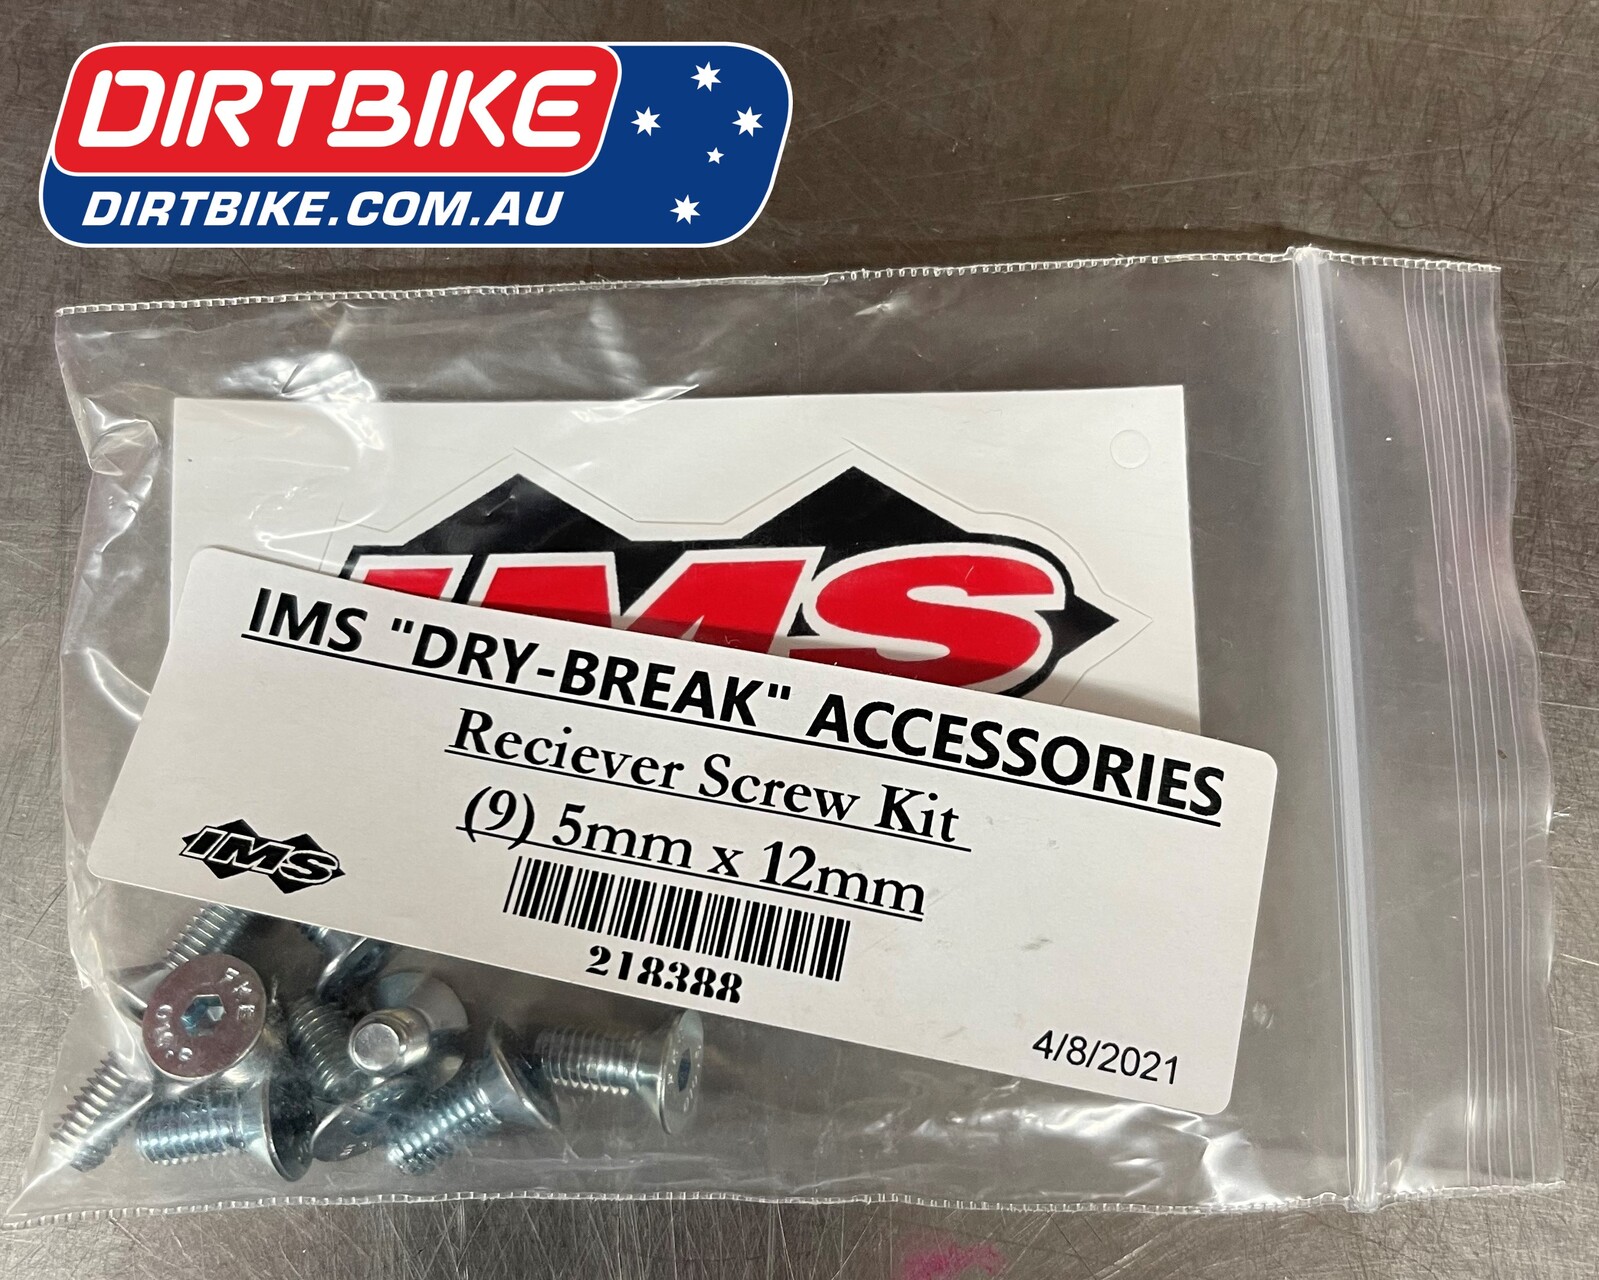 DIRTBIKE
DIRTBIKE.COM.AU
IMS
IMS "DRY-BREAK" ACCESSORIES
Reciever Screw Kit
(9) 5mm x 12mm
IMS
218388
4/8/2021